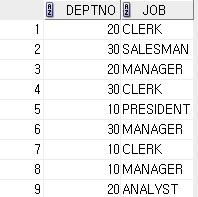 DEPTNO JOB
1 20 CLERK
2 30 SALESMAN
3 20 MANAGER
4 30 CLERK
5 10 PRESIDENT
6 30 MANAGER
7 10 CLERK
8 10 MANAGER
9 20 ANALYST